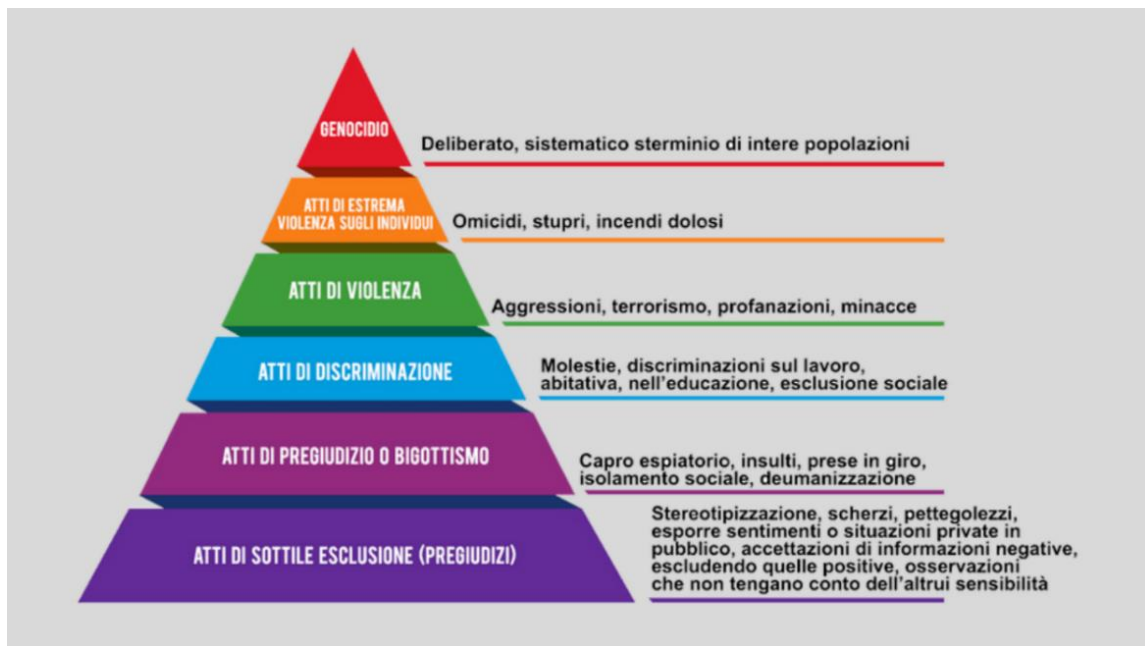 GENOCIDIO
Deliberato, sistematico sterminio di intere popolazioni
ATTI DI ESTREMA
VIOLENZA SUGLI INDIVIDUI
Omicidi, stupri, incendi dolosi
ATTI DI VIOLENZA
Aggressioni, terrorismo, profanazioni, minacce
ATTI DI DISCRIMINAZIONE
Molestie, discriminazioni sul lavoro,
abitativa, nell'educazione, esclusione sociale
ATTI DI PREGIUDIZIO O BIGOTTISMO
Capro espiatorio, insulti, prese in giro,
isolamento sociale, deumanizzazione
ATTI DI SOTTILE ESCLUSIONE (PREGIUDIZI)
Stereotipizzazione, scherzi, pettegolezzi,
esporre sentimenti o situazioni private in
pubblico, accettazioni di informazioni negative,
escludendo quelle positive, osservazioni
che non tengano conto dell'altrui sensibilità